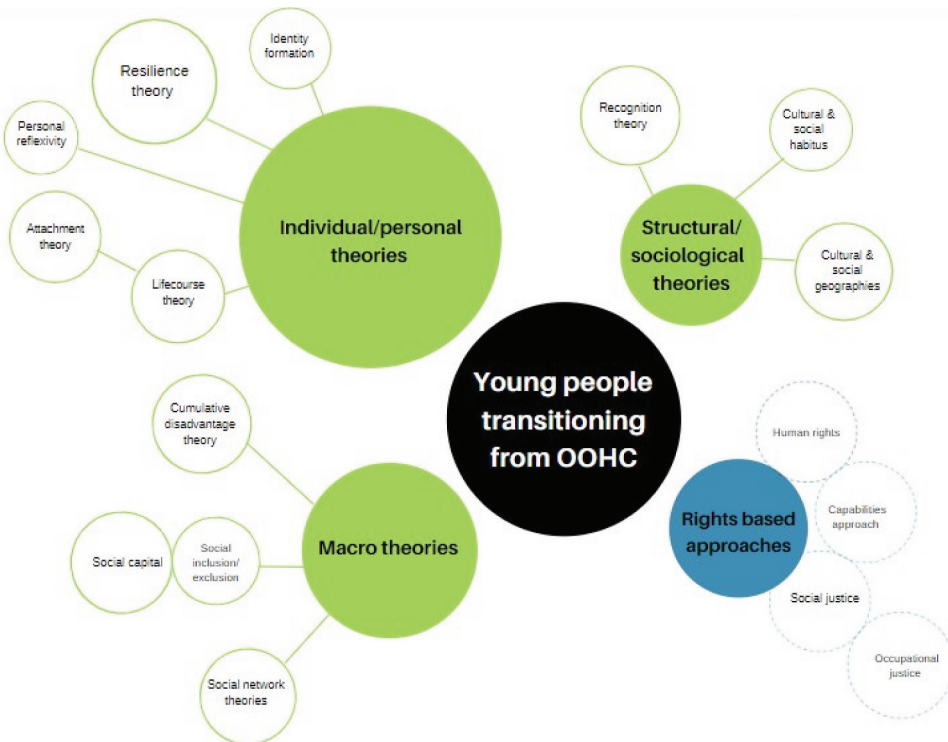 Identity
formation
Resilience
theory
Personal
reflexivity
Attachment
theory
Lifecourse
theory
Individual/personal
theories
Recognition
theory
Cultural &
social
habitus
Structural/
sociological
theories
Cultural &
social
geographies
Young people
transitioning
from OOHC
Cumulative
disadvantage
theory
Social capital
Social
inclusion/
exclusion
Macro theories
Social network
theories
Human rights
Capabilities
approach
Rights based
approaches
Social justice
Occupational
justice